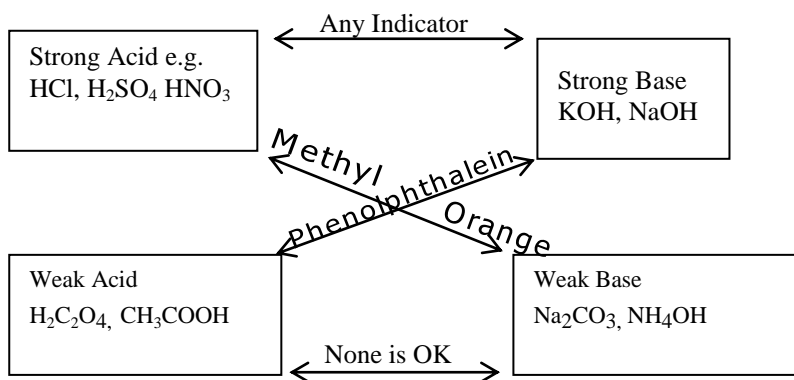 Any Indicator
Strong Acid e.g.
HCl, H₂SO₄ HNO₃
Strong Base
KOH, NaOH
Methyl Orange
Phenolphthalein
Weak Acid
H₂C₂O₄, CH₃COOH
Weak Base
Na₂CO₃, NH₄OH
None is OK